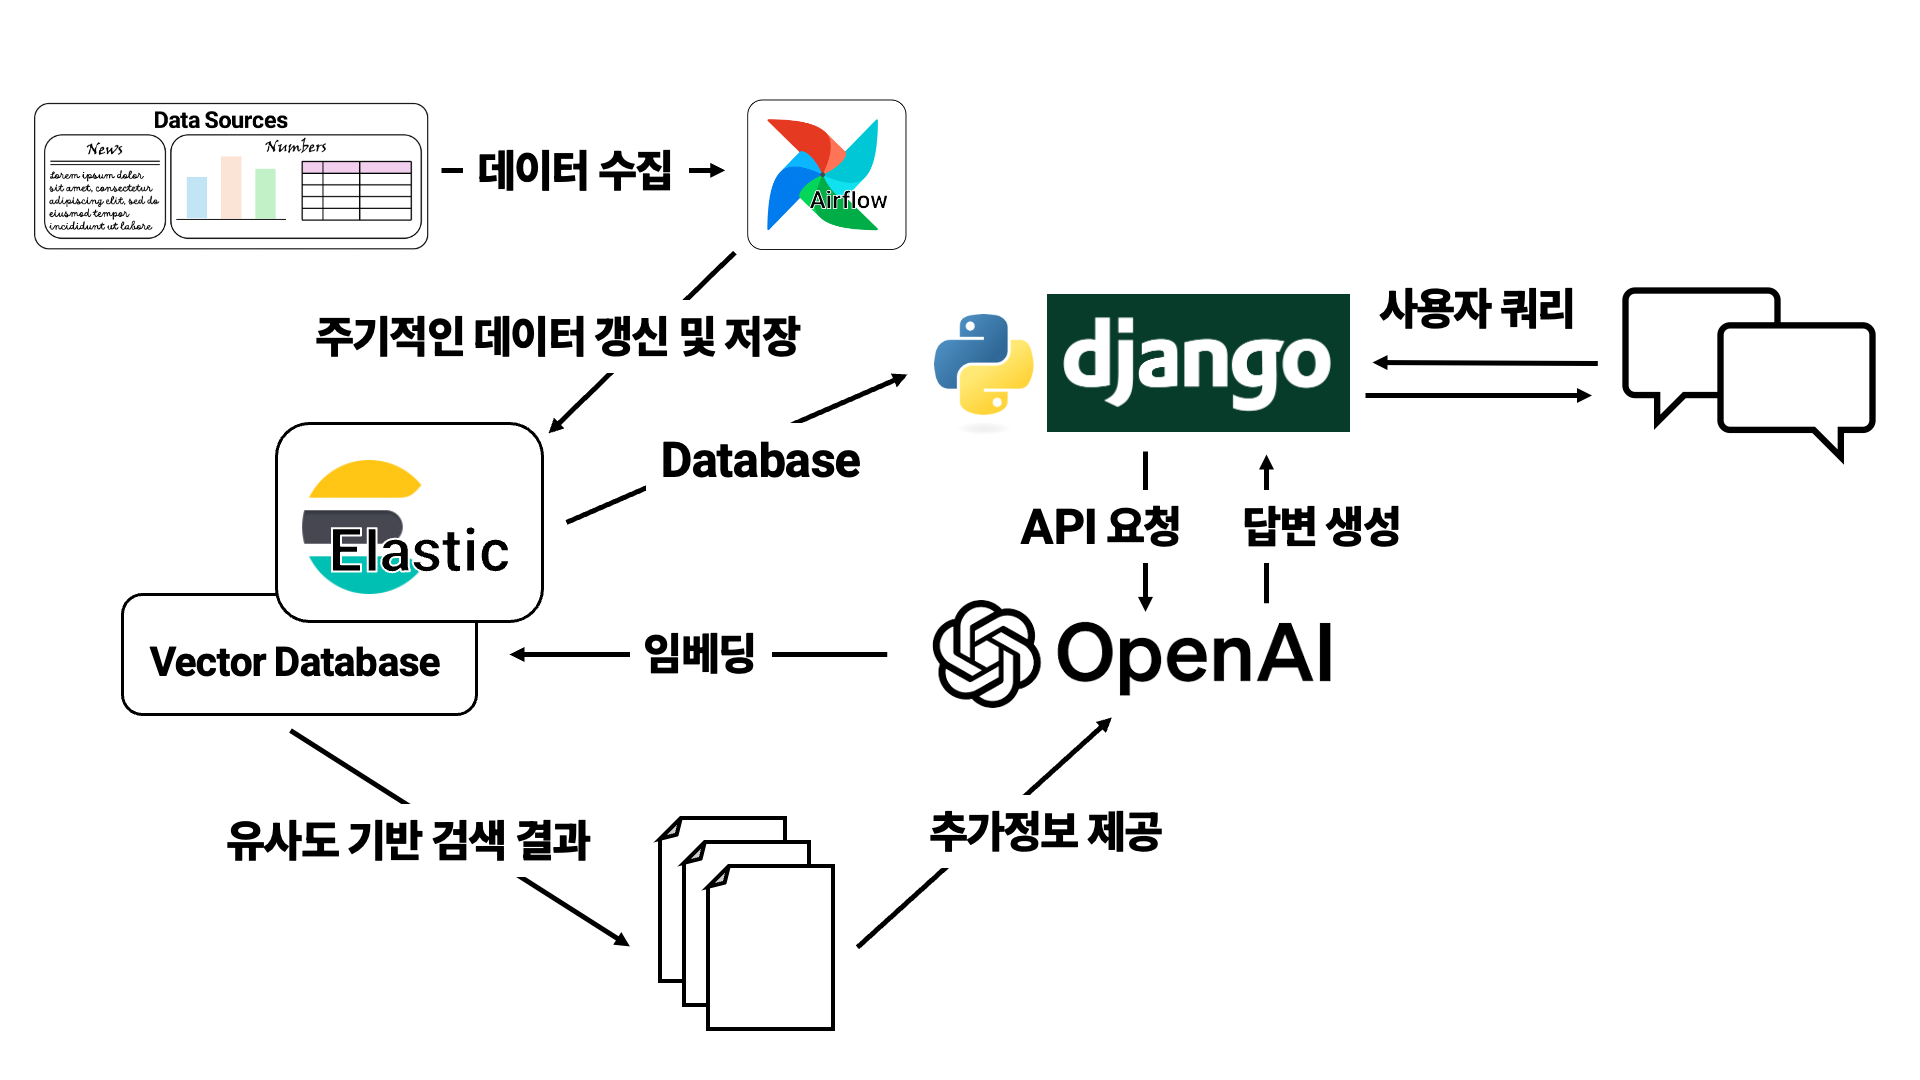 Data Sources
News
Lorem ipsum dolor
sit amet, consectetur
adipiscing elit, sed do
eiusmod tempor
incididunt ut labore
Numbers
데이터 수집
Airflow
주기적인 데이터 갱신 및 저장
django
사용자 쿼리
Database
Elastic
Vector Database
API 요청
답변 생성
임베딩
OpenAI
유사도 기반 검색 결과
추가정보 제공